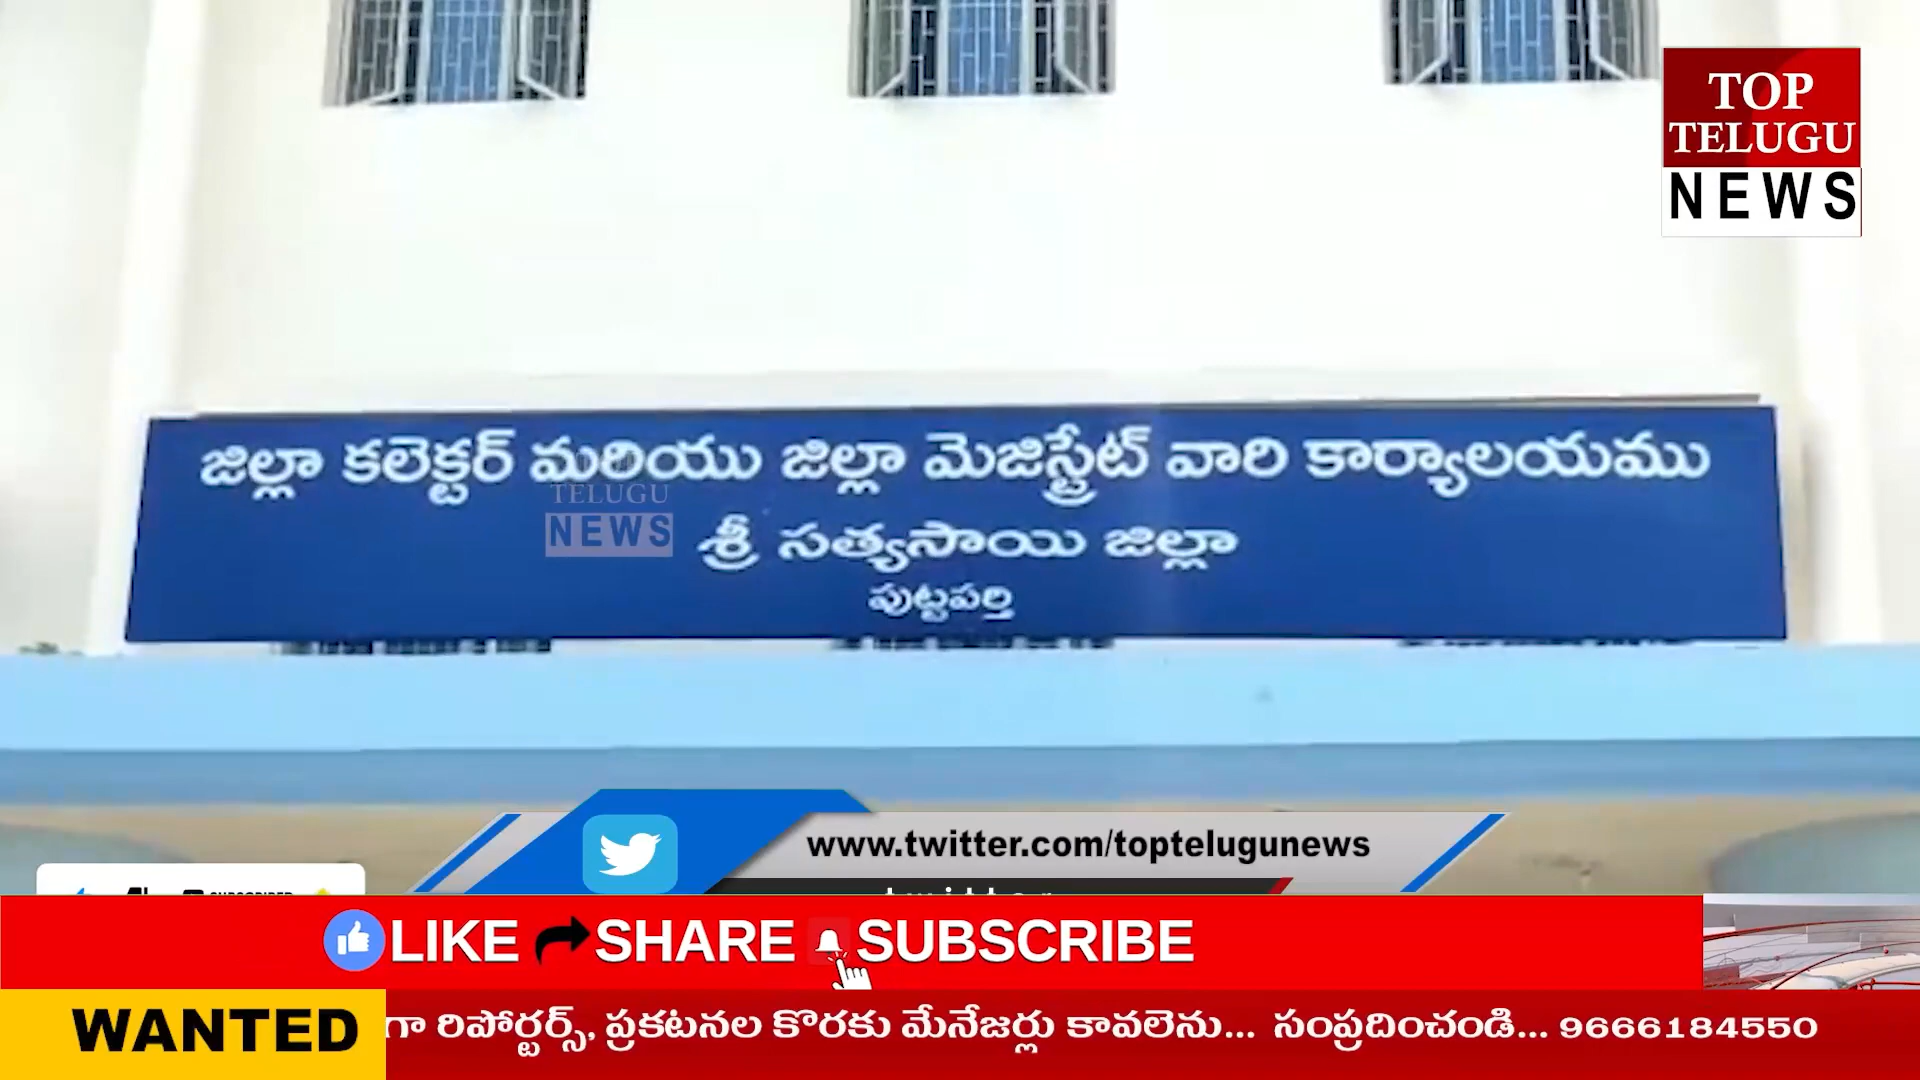 TOP
TELUGU
NEWS
జిల్లా కలెక్టర్ మరియు జిల్లా మెజిస్ట్రేట్ వారి కార్యాలయము
TELUGU
NEWS
శ్రీ సత్యసాయి జిల్లా
పుట్టపర్తి
www.twitter.com/toptelugunews
LIKE SHARE SUBSCRIBE
WANTED గా రిపోర్టర్స్, ప్రకటనల కొరకు మేనేజర్లు కావలెను... సంప్రదించండి... 9666184550